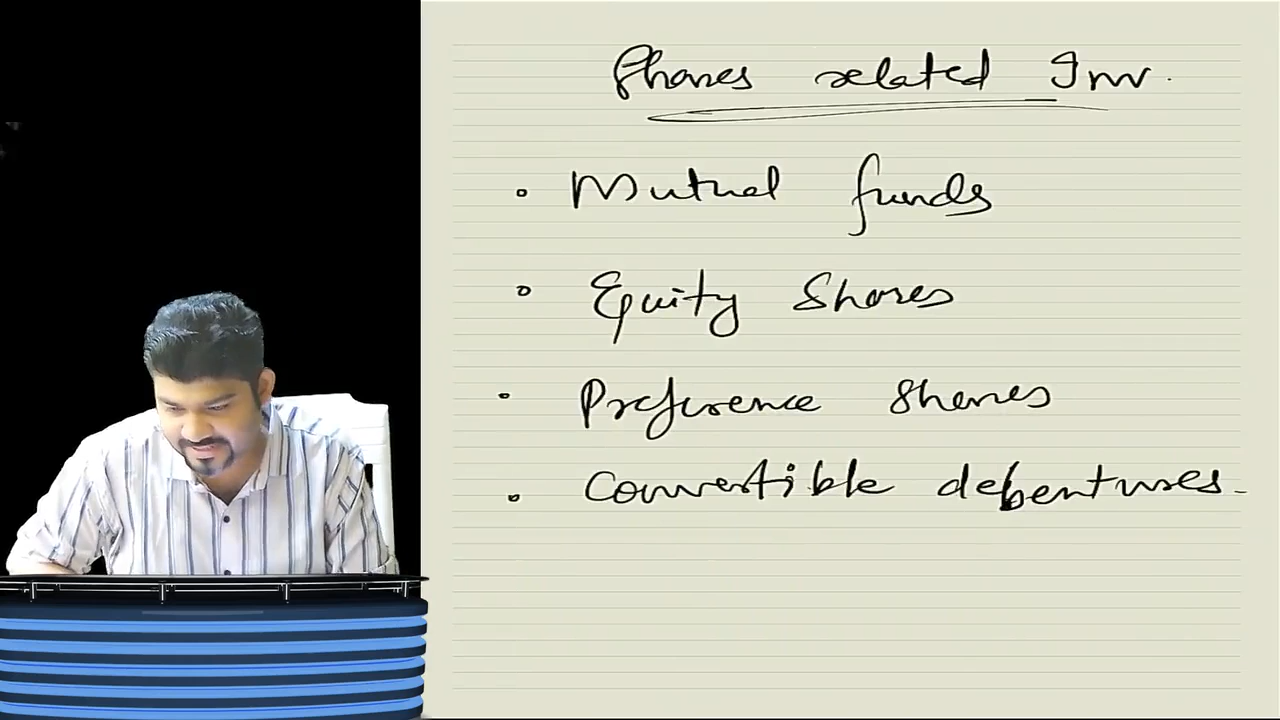 Shares related Inv.
• Mutual funds
• Equity Shares
• Preference Shares
• Convertible debentures.